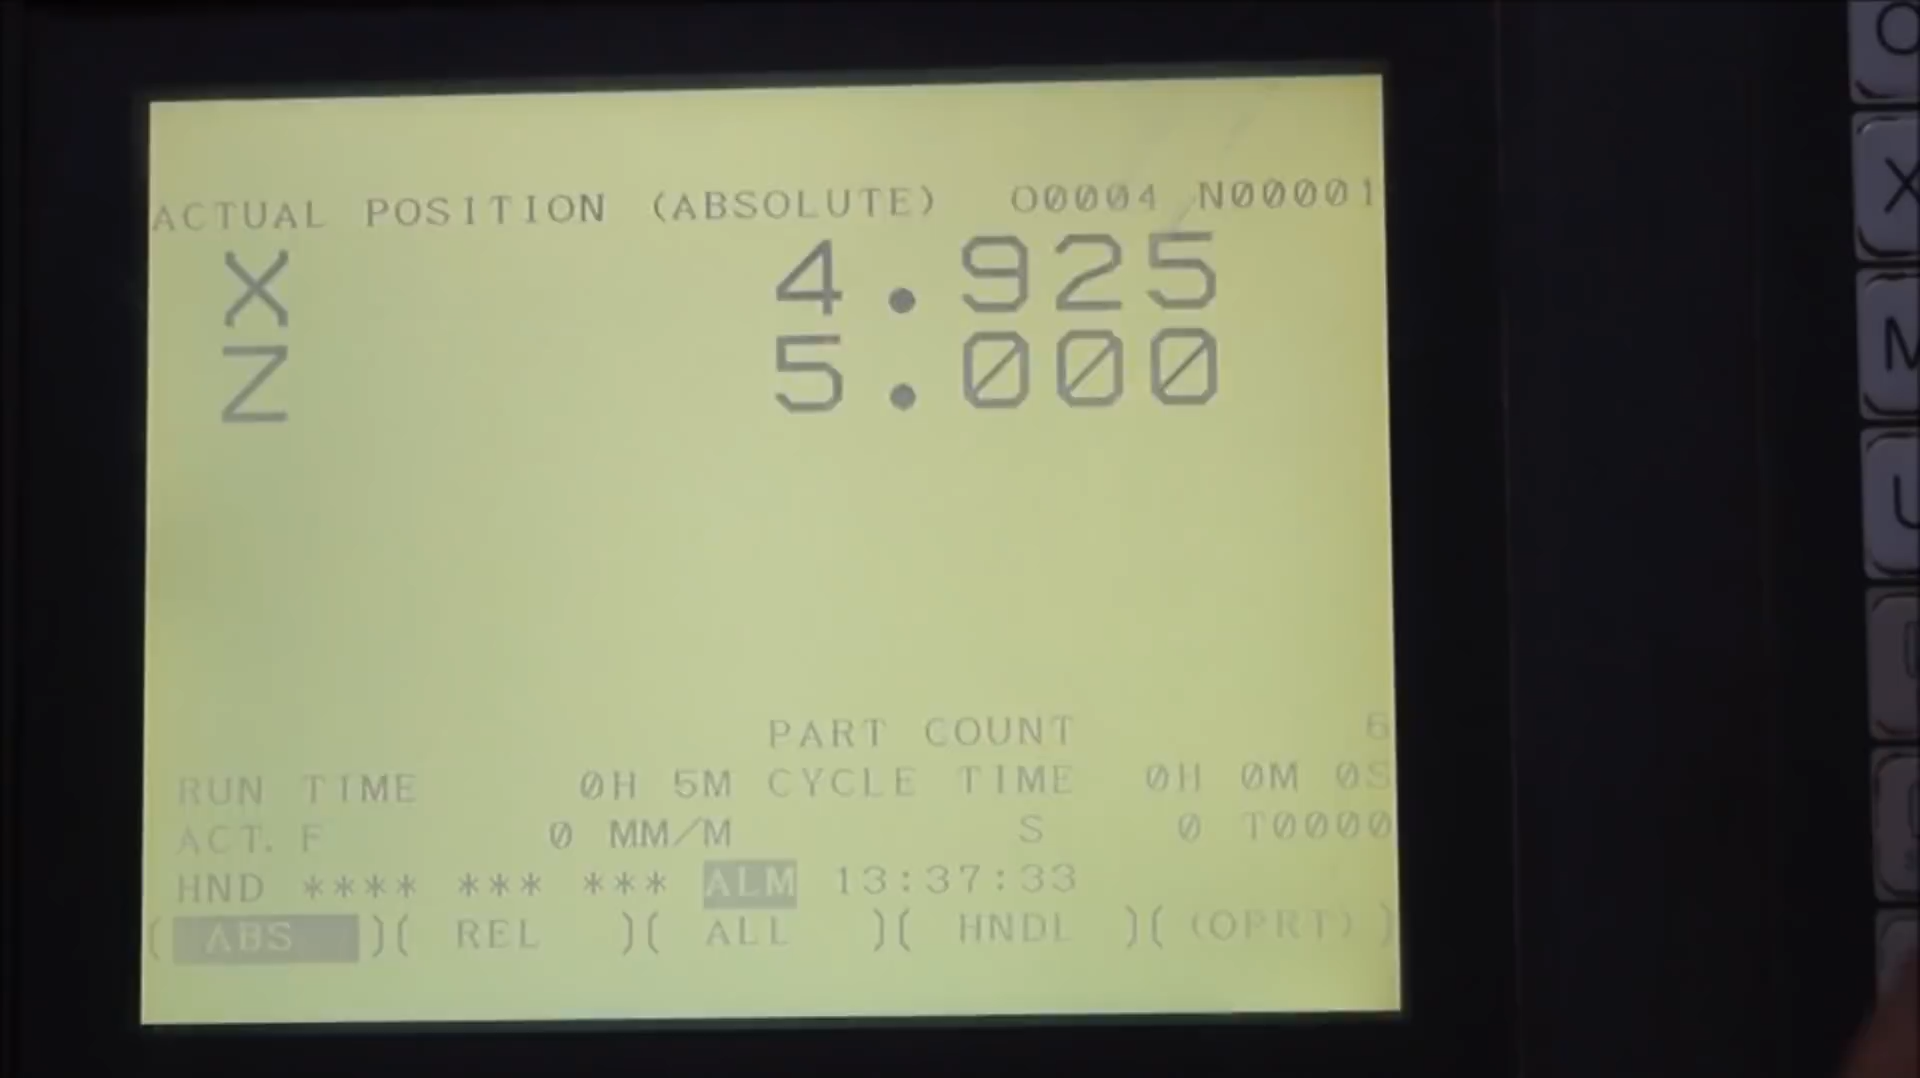 ACTUAL POSITION (ABSOLUTE) O0004 N00001
X 4.925
Z 5.000
PART COUNT 6
RUN TIME 0H 5M CYCLE TIME 0H 0M 0S
ACT. F 0 MM/M S 0 T0000
HND **** *** *** ALM 13:37:33
( ABS )( REL )( ALL )( HNDL )( (OPRT) )
X